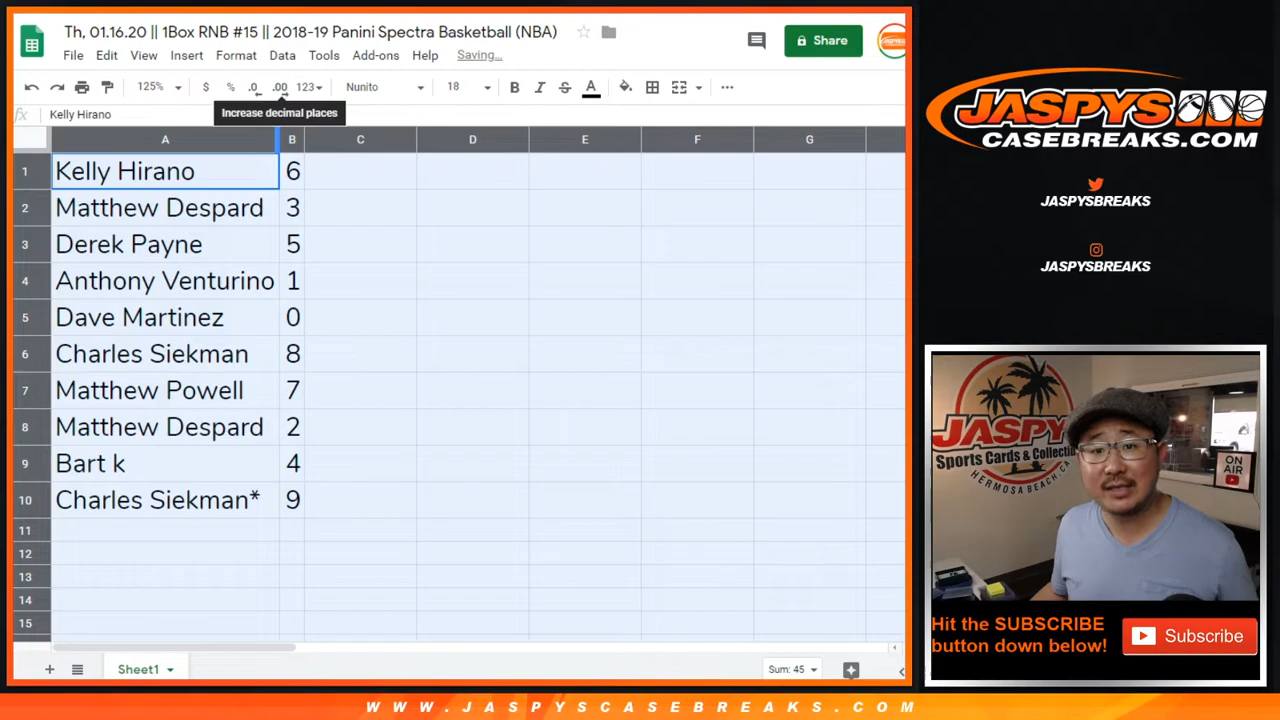 Th, 01.16.20 || 1Box RNB #15 || 2018-19 Panini Spectra Basketball (NBA)
File Edit View Insert Format Data Tools Add-ons Help Saving...
Share
125% $ % .0 .00 123 Nunito 18 B I S A
Increase decimal places
fx Kelly Hirano
A B C D E F G
1 Kelly Hirano 6
2 Matthew Despard 3
3 Derek Payne 5
4 Anthony Venturino 1
5 Dave Martinez 0
6 Charles Siekman 8
7 Matthew Powell 7
8 Matthew Despard 2
9 Bart k 4
10 Charles Siekman* 9
11
12
13
14
15
Sheet1
Sum: 45
JASPYS
CASEBREAKS.COM
JASPYSBREAKS
JASPYSBREAKS
JASPYS
Sports Cards & Collectib
HERMOSA BEACH, CA
ON
AIR
Hit the SUBSCRIBE
button down below!
Subscribe
WWW.JASPYSCASEBREAKS.COM